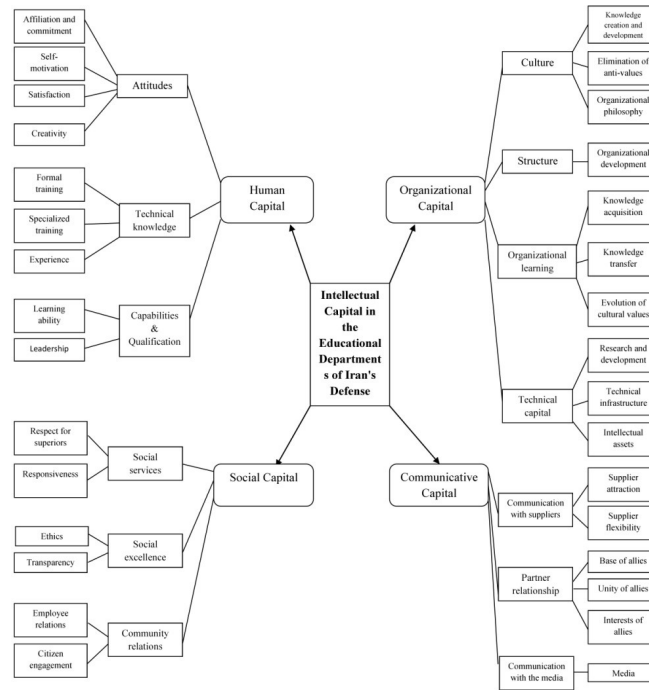 Affiliation and
commitment
Self-
motivation
Satisfaction
Creativity
Attitudes
Formal
training
Specialized
training
Experience
Technical
knowledge
Learning
ability
Leadership
Capabilities
&
Qualification
Human
Capital
Respect for
superiors
Responsiveness
Social
services
Ethics
Transparency
Social
excellence
Employee
relations
Citizen
engagement
Community
relations
Social Capital
Intellectual
Capital in
the
Educational
Department
s of Iran's
Defense
Organizational
Capital
Culture
Knowledge
creation and
development
Elimination of
anti-values
Organizational
philosophy
Structure
Organizational
development
Organizational
learning
Knowledge
acquisition
Knowledge
transfer
Evolution of
cultural values
Technical
capital
Research and
development
Technical
infrastructure
Intellectual
assets
Communicative
Capital
Communication
with suppliers
Supplier
attraction
Supplier
flexibility
Partner
relationship
Base of allies
Unity of allies
Interests of
allies
Communication
with the media
Media